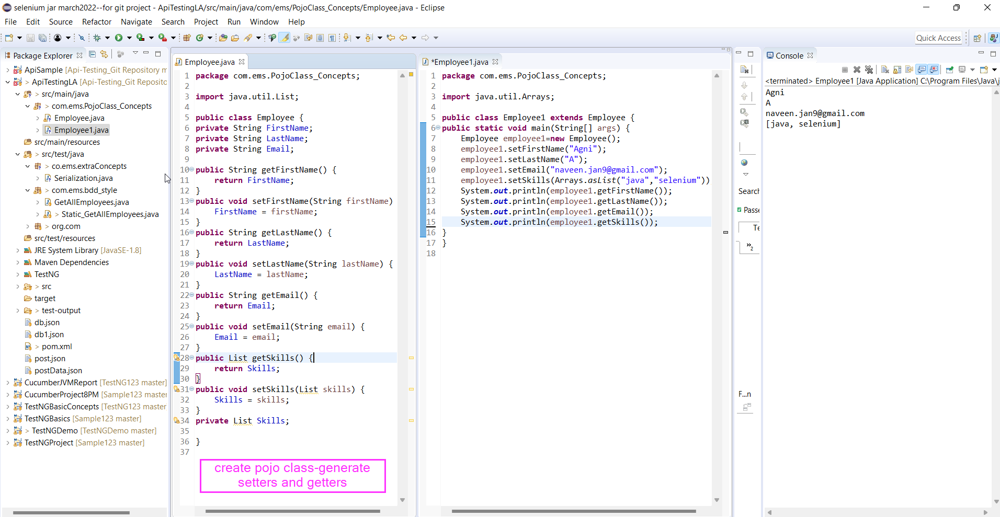 selenium jar march2022--for git project - ApiTestingLA/src/main/java/com/ems/PojoClass_Concepts/Employee.java - Eclipse
File Edit Source Refactor Navigate Search Project Run Window Help
Quick Access
Package Explorer
ApiSample [Api-Testing_Git Repository m
> ApiTestingLA [Api-Testing_Git Reposito
> src/main/java
> com.ems.PojoClass_Concepts
Employee.java
Employee1.java
src/main/resources
> src/test/java
> co.ems.extraConcepts
Serialization.java
> com.ems.bdd_style
GetAllEmployees.java
> Static_GetAllEmployees.java
> org.com
src/test/resources
JRE System Library [JavaSE-1.8]
Maven Dependencies
TestNG
> src
target
> test-output
db.json
db1.json
> pom.xml
post.json
postData.json
CucumberJVMReport [TestNG123 master]
CucumberProject8PM [Sample123 master
TestNGBasicConcepts [TestNG123 master
TestNGBasics [Sample123 master]
> TestNGDemo [TestNGDemo master]
TestNGProject [Sample123 master]
Employee.java
1 package com.ems.PojoClass_Concepts;
2
3 import java.util.List;
4
5 public class Employee {
6 private String FirstName;
7 private String LastName;
8 private String Email;
9
10 public String getFirstName() {
11     return FirstName;
12 }
13 public void setFirstName(String firstName)
14     FirstName = firstName;
15 }
16 public String getLastName() {
17     return LastName;
18 }
19 public void setLastName(String lastName) {
20     LastName = lastName;
21 }
22 public String getEmail() {
23     return Email;
24 }
25 public void setEmail(String email) {
26     Email = email;
27 }
28 public List getSkills() {
29     return Skills;
30 }
31 public void setSkills(List skills) {
32     Skills = skills;
33 }
34 private List Skills;
35
36 }
37
create pojo class-generate
setters and getters
*Employee1.java
1 package com.ems.PojoClass_Concepts;
2
3 import java.util.Arrays;
4
5 public class Employee1 extends Employee {
6 public static void main(String[] args) {
7     Employee employee1=new Employee();
8     employee1.setFirstName("Agni");
9     employee1.setLastName("A");
10     employee1.setEmail("naveen.jan9@gmail.com");
11     employee1.setSkills(Arrays.asList("java","selenium"))
12     System.out.println(employee1.getFirstName());
13     System.out.println(employee1.getLastName());
14     System.out.println(employee1.getEmail());
15     System.out.println(employee1.getSkills());
16 }
17 }
18
Search
Passe
Te
»2
F...n
Console
<terminated> Employee1 [Java Application] C:\Program Files\Java\j
Agni
A
naveen.jan9@gmail.com
[java, selenium]